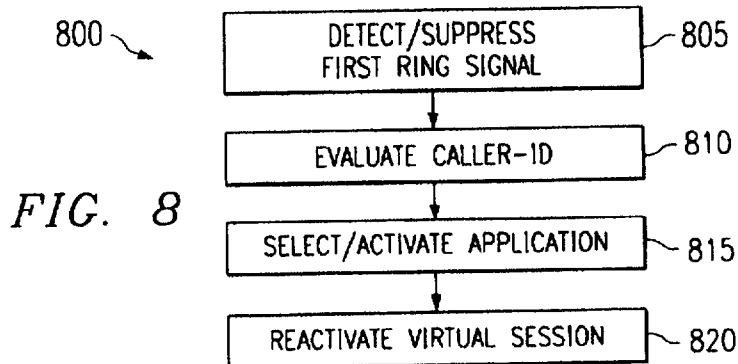 800
DETECT/SUPPRESS
FIRST RING SIGNAL
805
EVALUATE CALLER-ID
810
FIG. 8
SELECT/ACTIVATE APPLICATION
815
REACTIVATE VIRTUAL SESSION
820